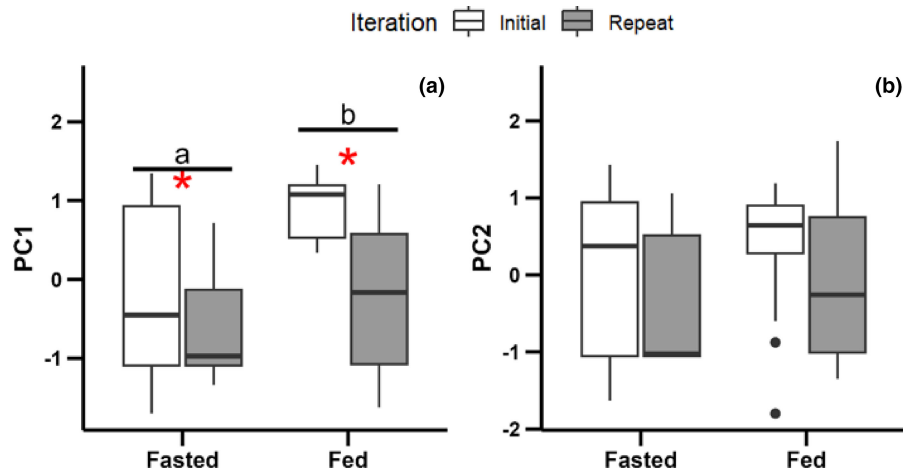 Iteration Initial Repeat
(a)
(b)
PC1
2
1
0
-1
a
*
b
*
Fasted Fed
PC2
2
1
0
-1
-2
Fasted Fed